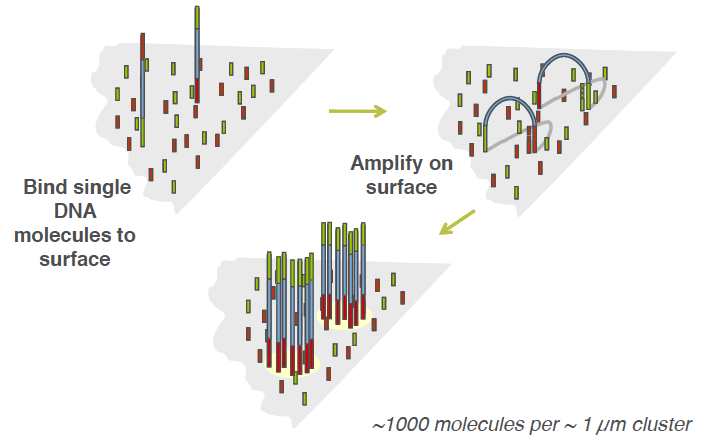 Bind single
DNA
molecules to
surface
Amplify on
surface
~1000 molecules per ~ 1 µm cluster